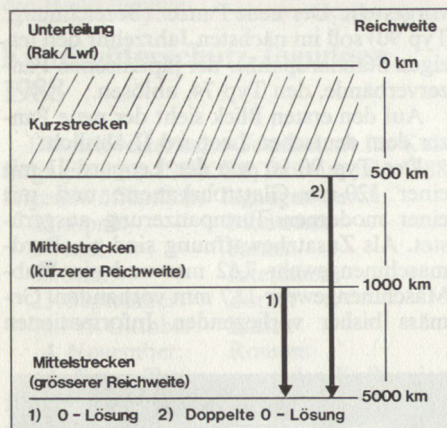 Unterteilung Reichweite
(Rak/Lwf)
0 km
Kurzstrecken
2) 500 km
Mittelstrecken
(kürzerer Reichweite) 1000 km
1)
Mittelstrecken
(grösserer Reichweite) 5000 km
1) 0 – Lösung 2) Doppelte 0 – Lösung